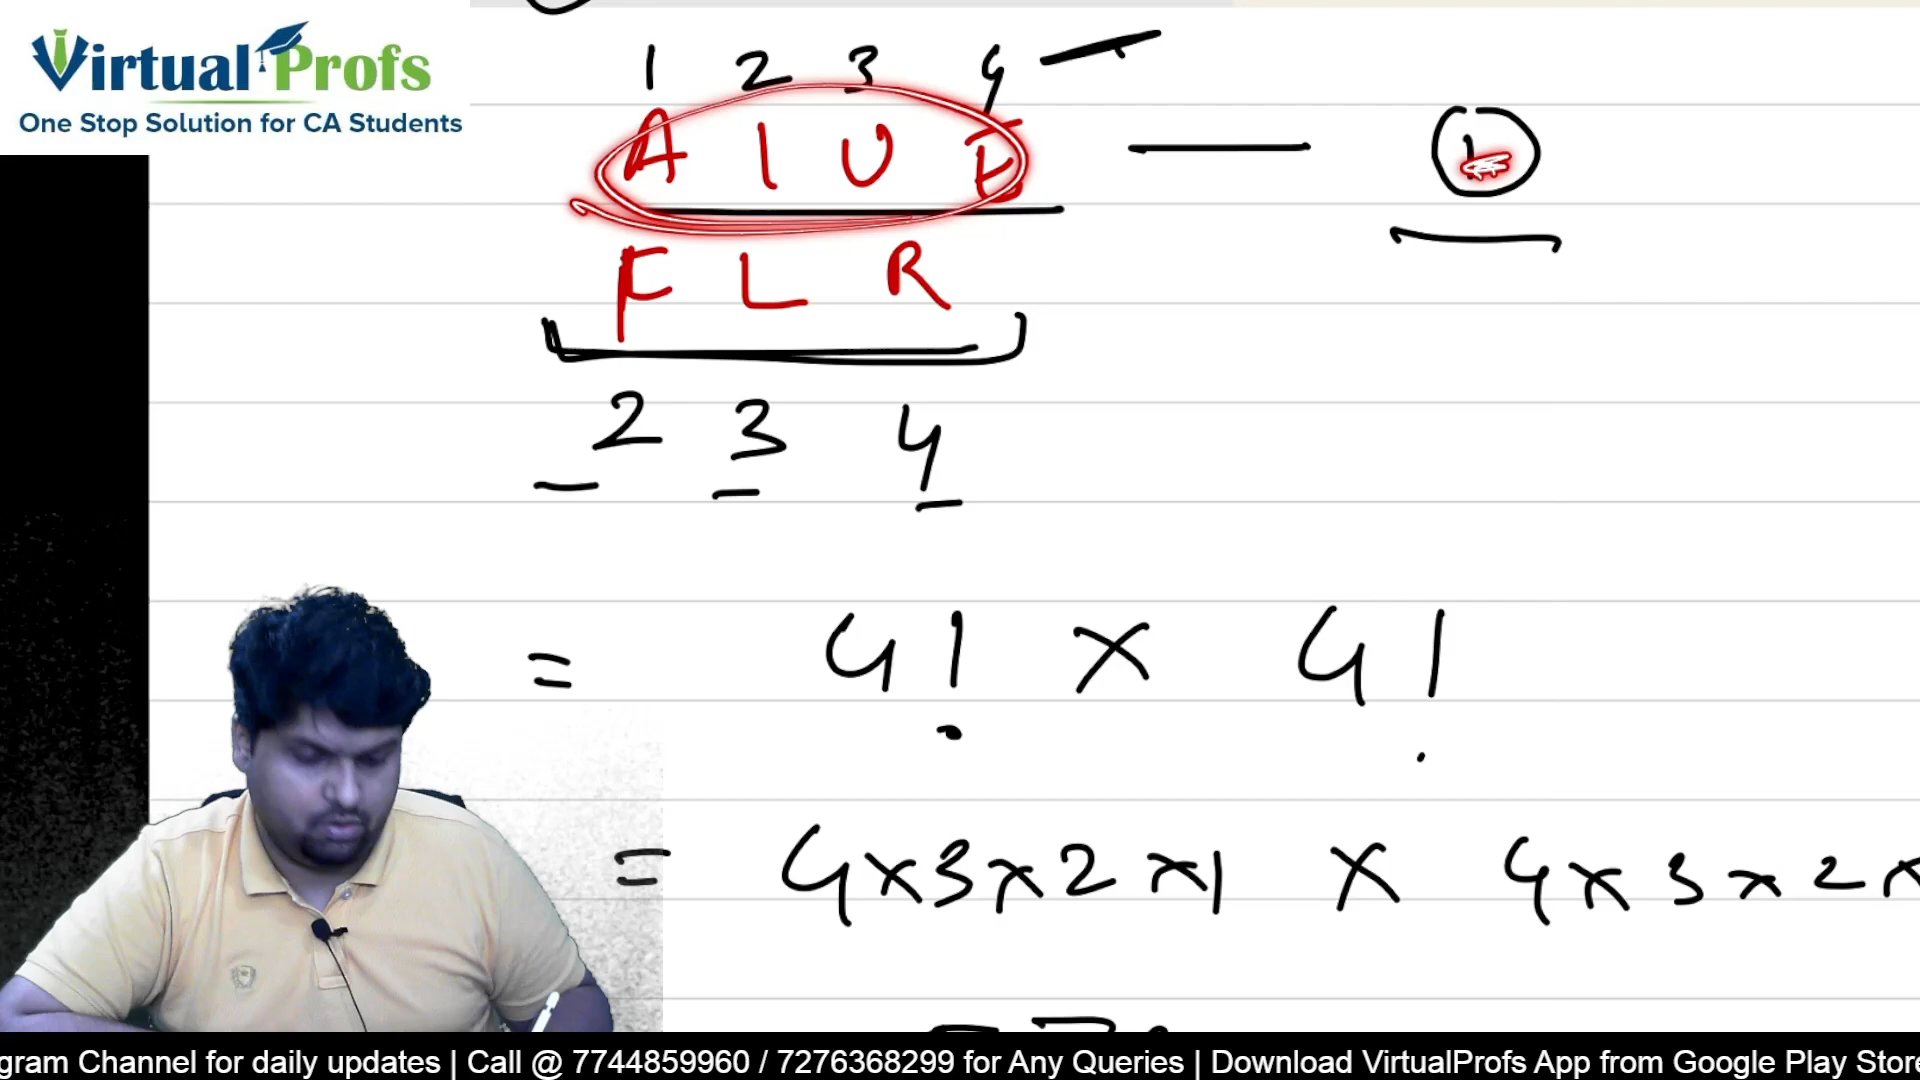 Virtual Profs
One Stop Solution for CA Students
1 2 3 4
A I U E
F L R
2 3 4
= 4! × 4!
= 4×3×2×1 × 4×3×2×
gram Channel for daily updates | Call @ 7744859960 / 7276368299 for Any Queries | Download VirtualProfs App from Google Play Store